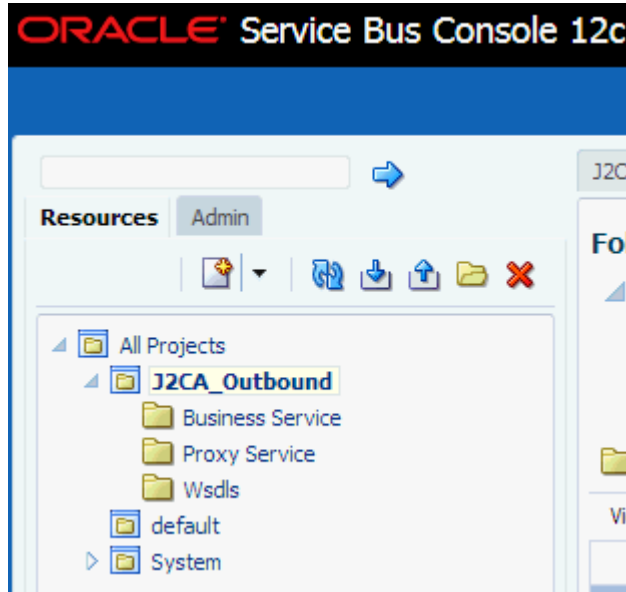 ORACLE Service Bus Console 12c
J2C
Resources Admin
Fo
All Projects
J2CA_Outbound
Business Service
Proxy Service
Wsdls
Vi
default
System